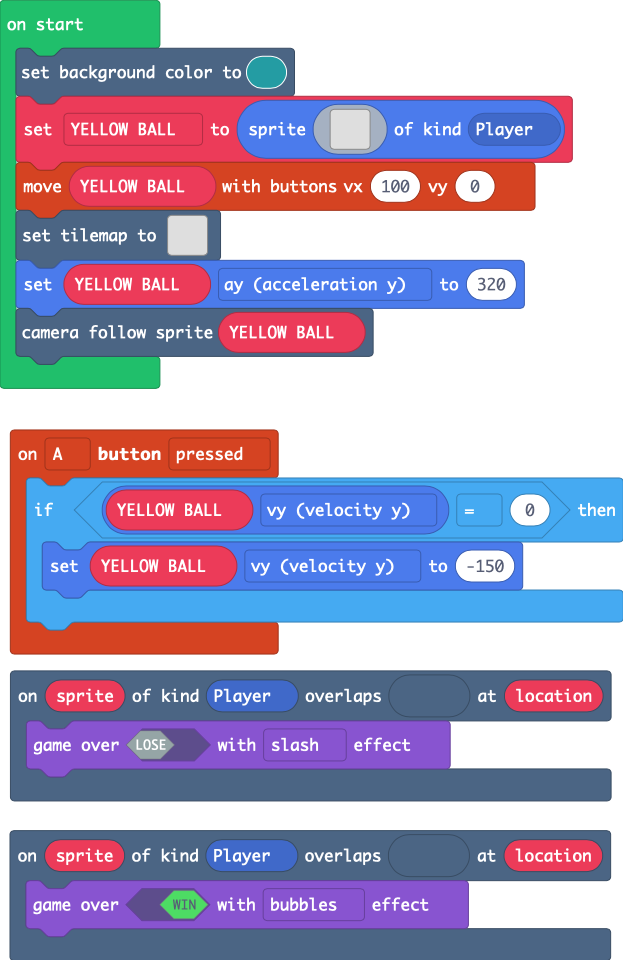 on start
set background color to
set YELLOW BALL to sprite of kind Player
move YELLOW BALL with buttons vx 100 vy 0
set tilemap to
set YELLOW BALL ay (acceleration y) to 320
camera follow sprite YELLOW BALL
on A button pressed
if YELLOW BALL vy (velocity y) = 0 then
set YELLOW BALL vy (velocity y) to -150
on sprite of kind Player overlaps at location
game over LOSE with slash effect
on sprite of kind Player overlaps at location
game over WIN with bubbles effect